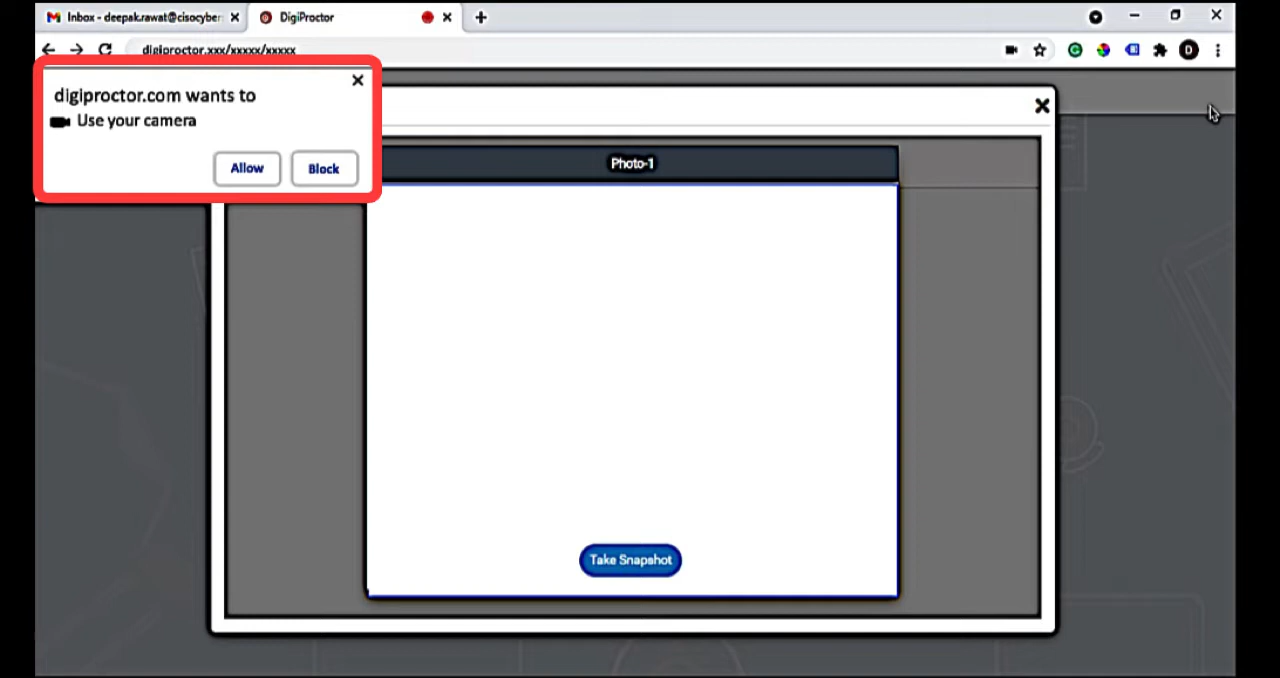 Inbox - deepak.rawat@cisocyber
DigiProctor
digiproctor.xxx/xxxxx/xxxxx
D
digiproctor.com wants to
Use your camera
Allow
Block
Photo-1
Take Snapshot